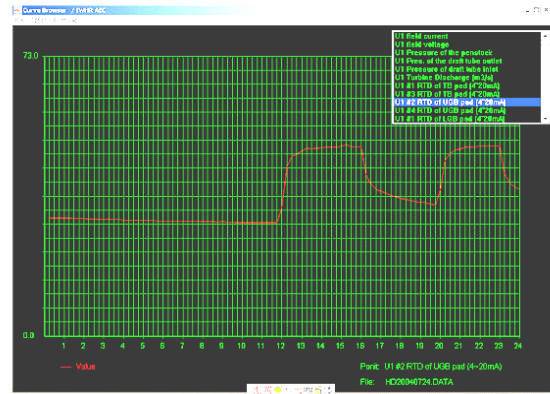 Curve Browser
U1 field current
U1 field voltage
U1 Pressure of the penstock
U1 Pres. of the draft tube outlet
U1 Pressure of draft tube inlet
U1 Turbine Discharge (m3/s)
U1 #1 RTD of TB pad (4~20mA)
U1 #3 RTD of TB pad (4~20mA)
U1 #2 RTD of UGB pad (4~20mA)
U1 #4 RTD of UGB pad (4~20mA)
U1 #1 RTD of LGB pad (4~20mA)
73.0
0.0
1 2 3 4 5 6 7 8 9 10 11 12 13 14 15 16 17 18 19 20 21 22 23 24
Value
Ponit: U1 #2 RTD of UGB pad (4~20mA)
File: HD20040724.DATA